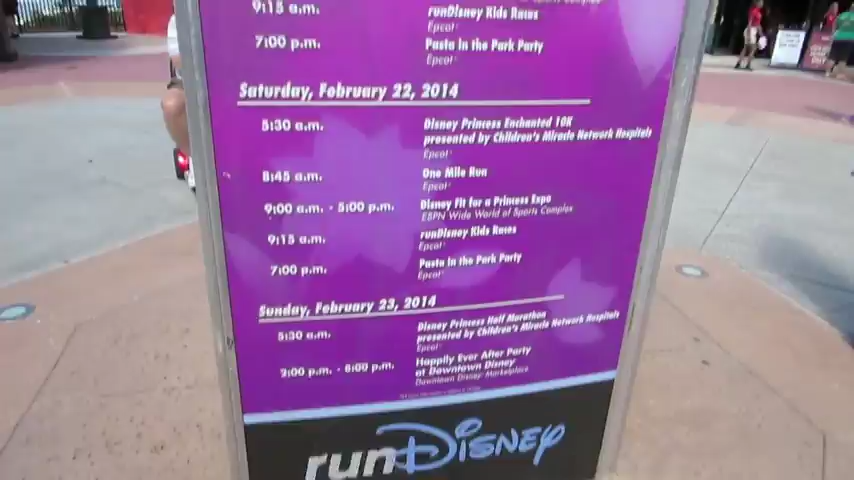 9:15 a.m. runDisney Kids Races
Epcot
7:00 p.m. Pasta in the Park Party
Epcot
Saturday, February 22, 2014
5:30 a.m. Disney Princess Enchanted 10K
presented by Children's Miracle Network Hospitals
Epcot
8:45 a.m. One Mile Run
Epcot
9:00 a.m. - 5:00 p.m. Disney Fit for a Princess Expo
ESPN Wide World of Sports Complex
9:15 a.m. runDisney Kids Races
Epcot
7:00 p.m. Pasta in the Park Party
Epcot
Sunday, February 23, 2014
5:30 a.m. Disney Princess Half Marathon
presented by Children's Miracle Network Hospitals
Epcot
2:00 p.m. - 8:00 p.m. Happily Ever After Party
at Downtown Disney
Downtown Disney Marketplace
runDisney